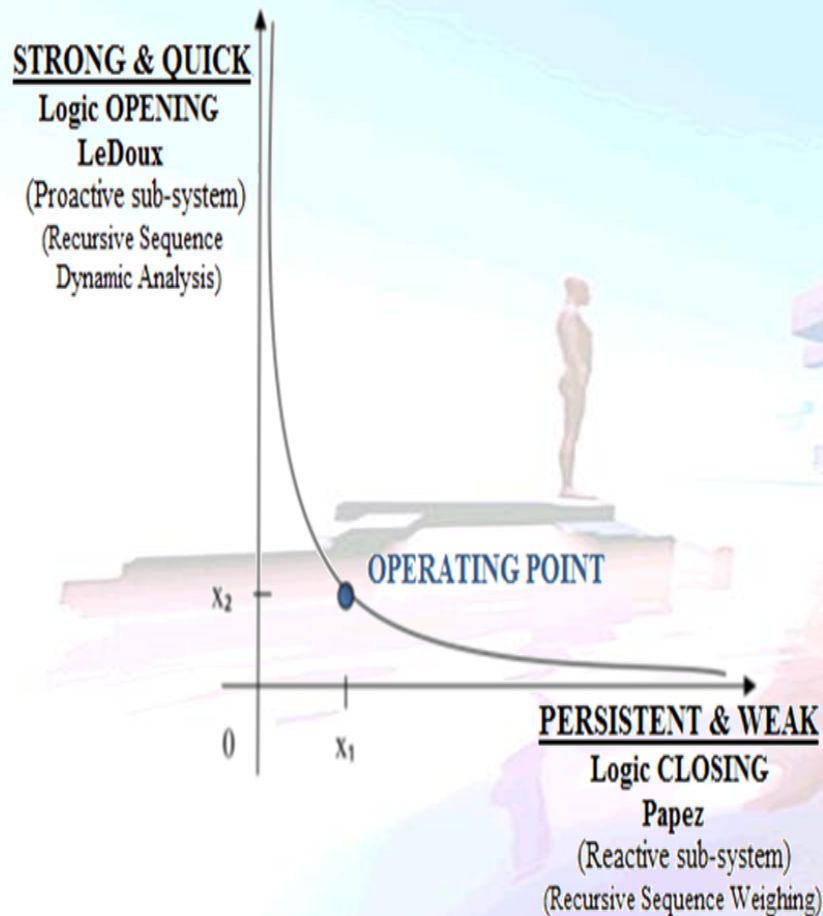 STRONG & QUICK
Logic OPENING
LeDoux
(Proactive sub-system)
(Recursive Sequence
Dynamic Analysis)
OPERATING POINT
x₂
0
x₁
PERSISTENT & WEAK
Logic CLOSING
Papez
(Reactive sub-system)
(Recursive Sequence Weighing)